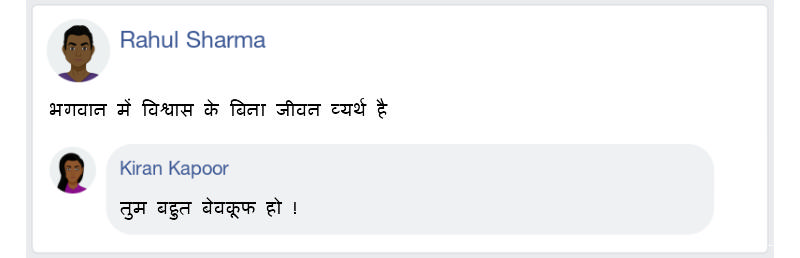 Rahul Sharma
भगवान में विश्वास के बिना जीवन व्यर्थ है
Kiran Kapoor
तुम बहुत बेवकूफ हो !